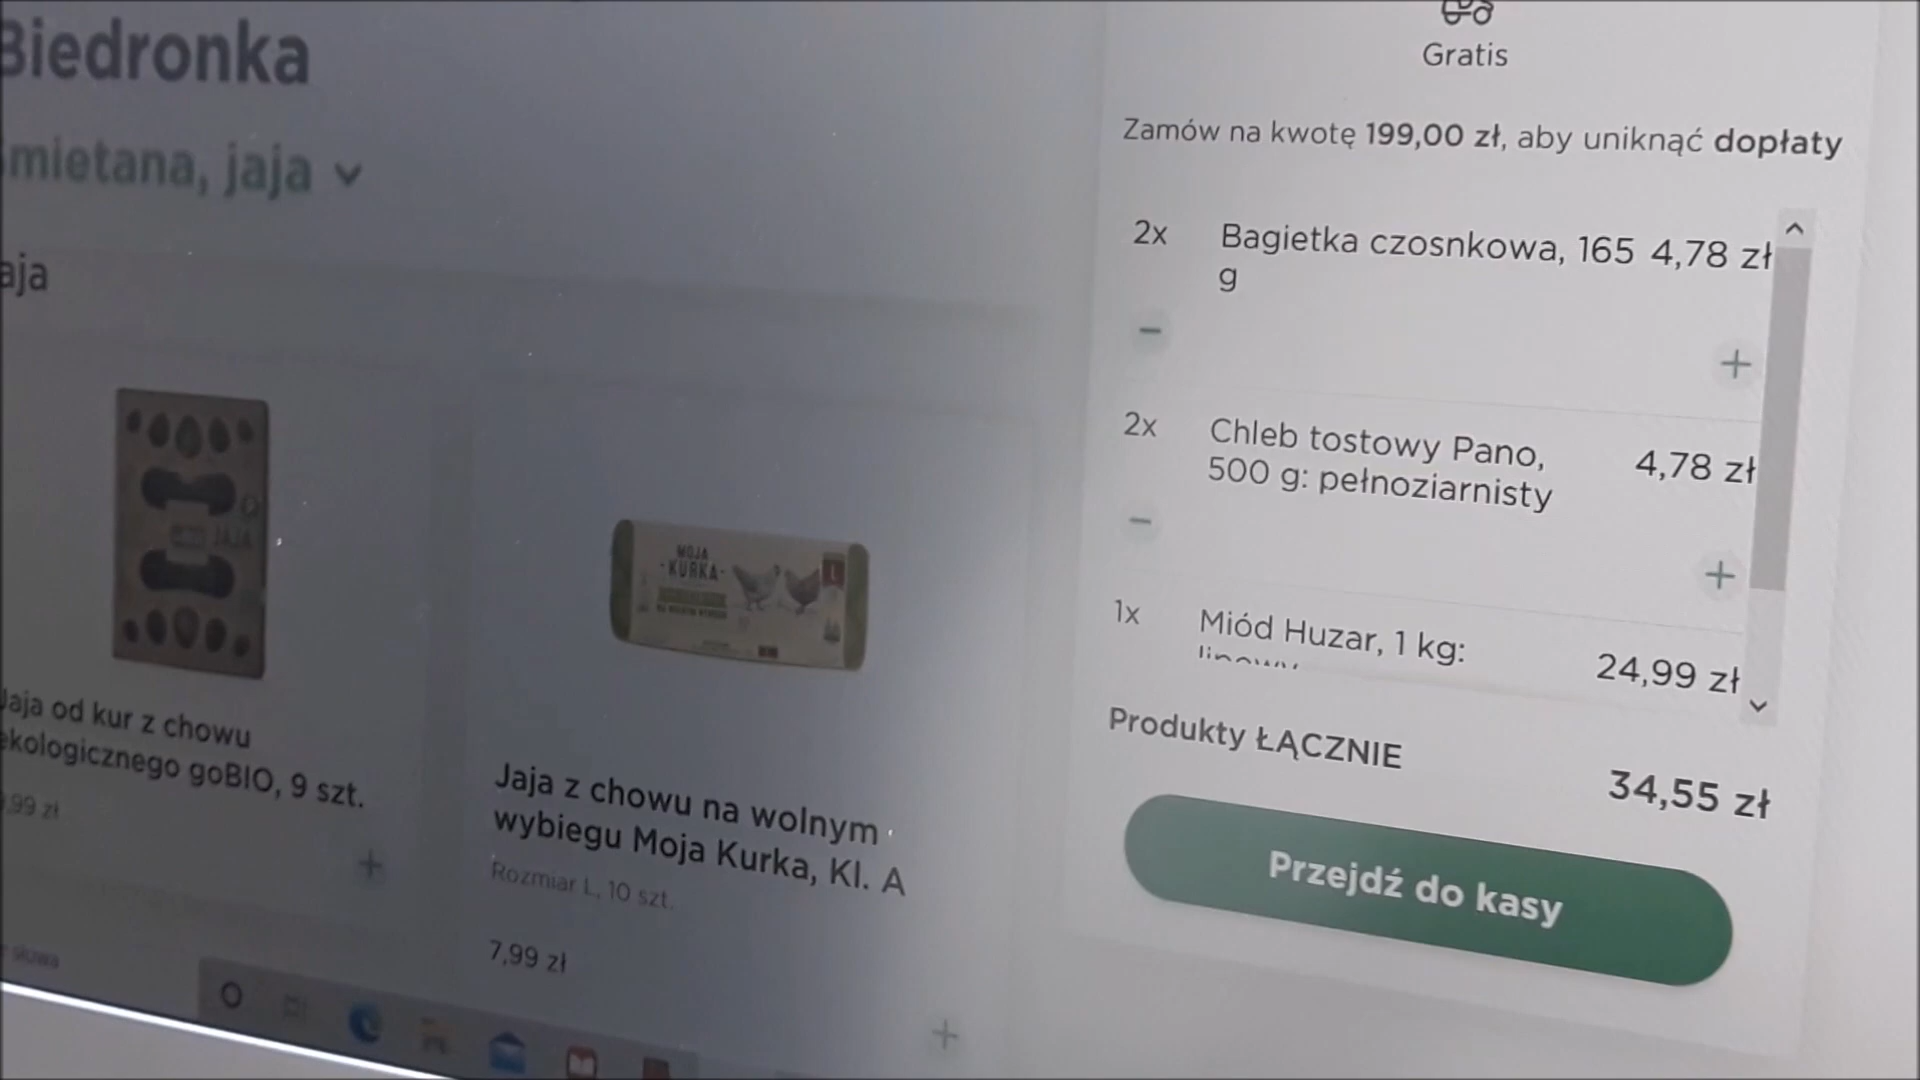 Biedronka
mietana, jaja
aja
Jaja od kur z chowu
ekologicznego goBIO, 9 szt.
,99 zł
MOJA
-KURKA-
Jaja z chowu na wolnym
wybiegu Moja Kurka, Kl. A
Rozmiar L, 10 szt.
7,99 zł
słowa
Gratis
Zamów na kwotę 199,00 zł, aby uniknąć dopłaty
2x Bagietka czosnkowa, 165 4,78 zł
g
2x Chleb tostowy Pano, 4,78 zł
500 g: pełnoziarnisty
1x Miód Huzar, 1 kg: 24,99 zł
Produkty ŁĄCZNIE
34,55 zł
Przejdź do kasy